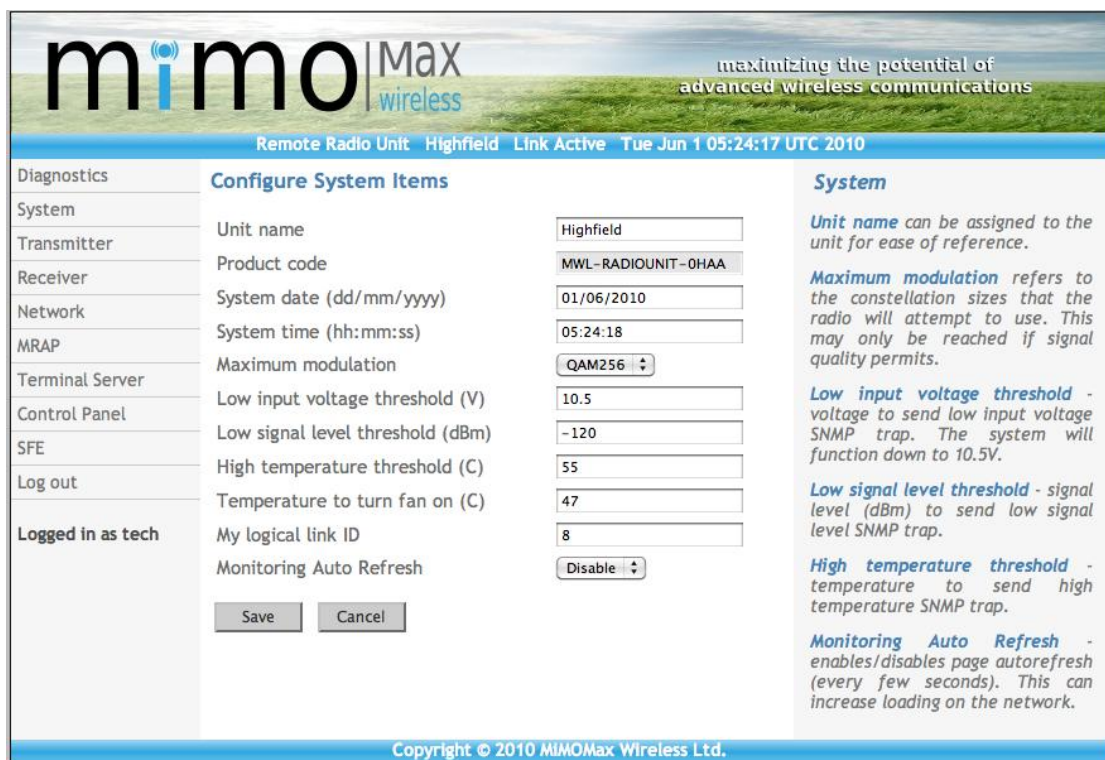 mimo Max
wireless
maximizing the potential of
advanced wireless communications
Remote Radio Unit Highfield Link Active Tue Jun 1 05:24:17 UTC 2010
Diagnostics
System
Transmitter
Receiver
Network
MRAP
Terminal Server
Control Panel
SFE
Log out
Logged in as tech
Configure System Items
Unit name Highfield
Product code MWL-RADIOUNIT-0HAA
System date (dd/mm/yyyy) 01/06/2010
System time (hh:mm:ss) 05:24:18
Maximum modulation QAM256
Low input voltage threshold (V) 10.5
Low signal level threshold (dBm) -120
High temperature threshold (C) 55
Temperature to turn fan on (C) 47
My logical link ID 8
Monitoring Auto Refresh Disable
Save Cancel
System
Unit name can be assigned to the
unit for ease of reference.
Maximum modulation refers to
the constellation sizes that the
radio will attempt to use. This
may only be reached if signal
quality permits.
Low input voltage threshold -
voltage to send low input voltage
SNMP trap. The system will
function down to 10.5V.
Low signal level threshold - signal
level (dBm) to send low signal
level SNMP trap.
High temperature threshold -
temperature to send high
temperature SNMP trap.
Monitoring Auto Refresh -
enables/disables page autorefresh
(every few seconds). This can
increase loading on the network.
Copyright © 2010 MiMOMax Wireless Ltd.